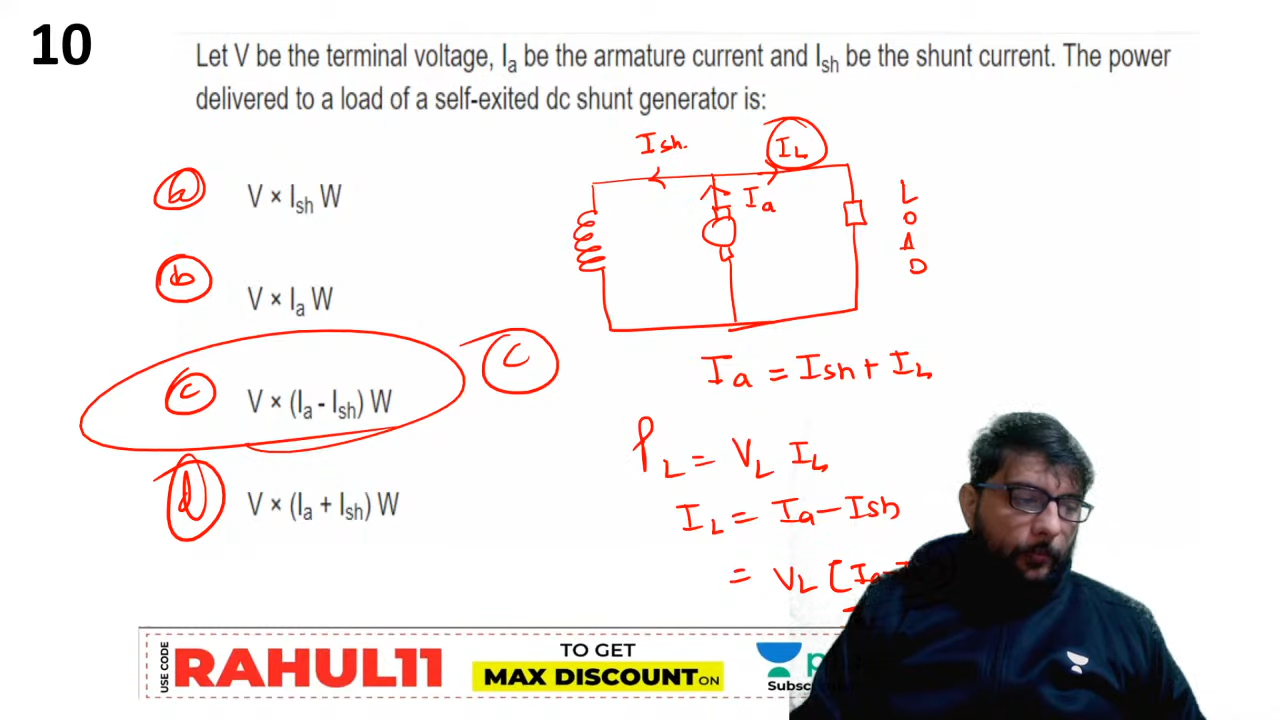 10
Let V be the terminal voltage, Ia be the armature current and Ish be the shunt current. The power
delivered to a load of a self-exited dc shunt generator is:
Ish.
IL
Ia
L
O
A
D
a
V × Ish W
b
V × Ia W
c
c
V × (Ia - Ish) W
d
V × (Ia + Ish) W
Ia = Ish + IL
PL = VL IL
IL = Ia - Ish
= VL [Ia -
USE CODE
RAHUL11
TO GET
MAX DISCOUNT ON